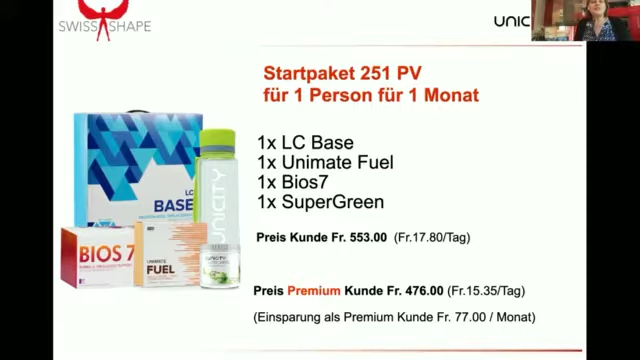 SWISS SHAPE
UNIC
Startpaket 251 PV
für 1 Person für 1 Monat
1x LC Base
1x Unimate Fuel
1x Bios7
1x SuperGreen
LC
BASE
UNICITY
BIOS 7
UNIMATE
FUEL
UNICITY
Preis Kunde Fr. 553.00 (Fr.17.80/Tag)
Preis Premium Kunde Fr. 476.00 (Fr.15.35/Tag)
(Einsparung als Premium Kunde Fr. 77.00 / Monat)